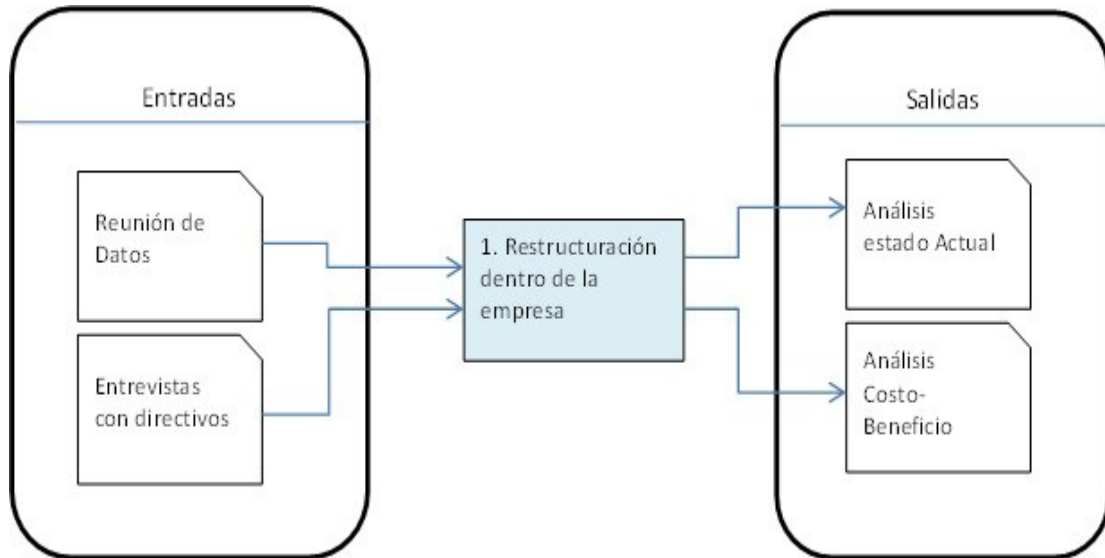 Entradas
Reunión de
Datos
Entrevistas
con directivos
1. Restructuración
dentro de la
empresa
Salidas
Análisis
estado Actual
Análisis
Costo-
Beneficio